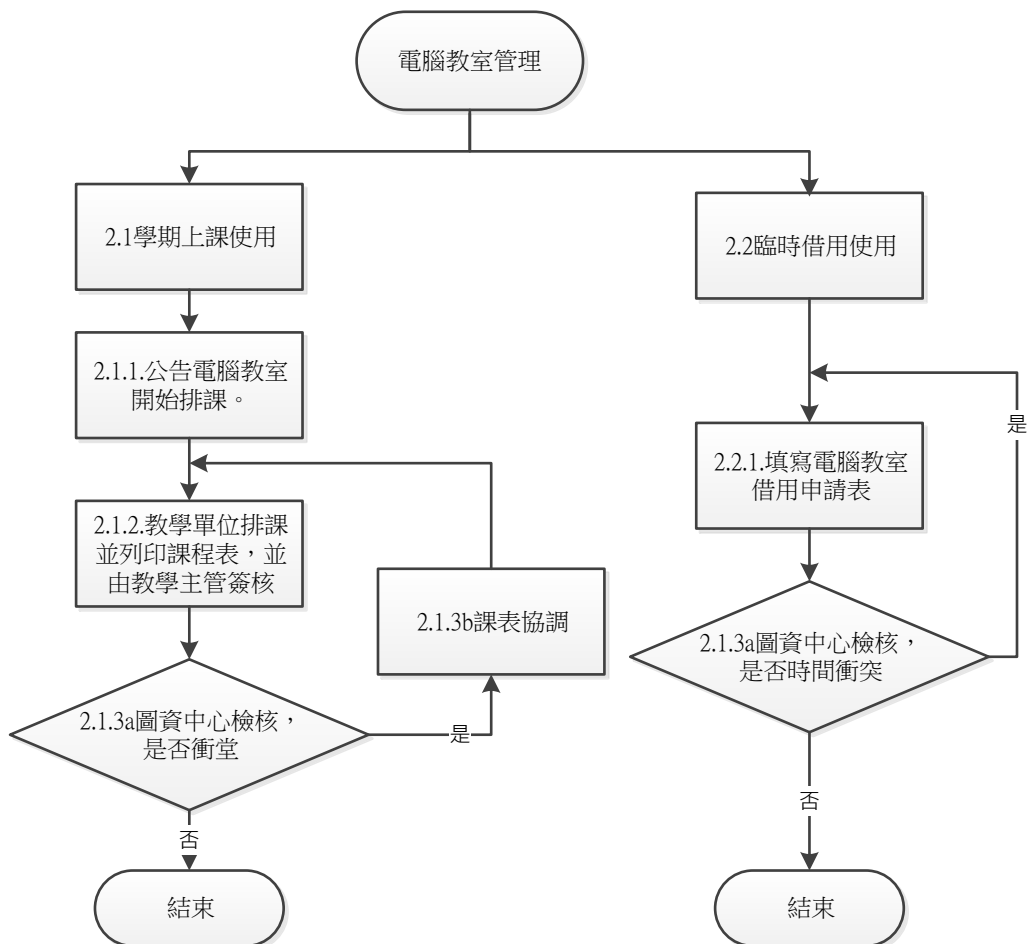 電腦教室管理
2.1學期上課使用
2.1.1.公告電腦教室
開始排課。
2.1.2.教學單位排課
並列印課程表，並
由教學主管簽核
2.1.3b課表協調
2.1.3a圖資中心檢核，
是否衝堂
是
否
結束
2.2臨時借用使用
2.2.1.填寫電腦教室
借用申請表
是
2.1.3a圖資中心檢核，
是否時間衝突
否
結束